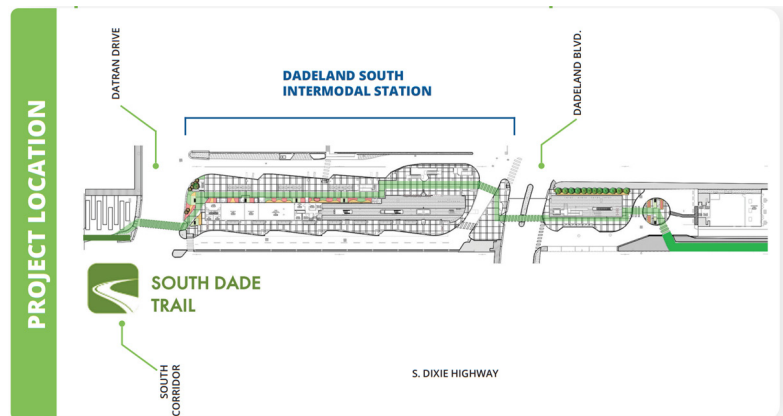 PROJECT LOCATION
DATRAN DRIVE
DADELAND SOUTH
INTERMODAL STATION
DADELAND BLVD.
SOUTH DADE
TRAIL
SOUTH
CORRIDOR
S. DIXIE HIGHWAY